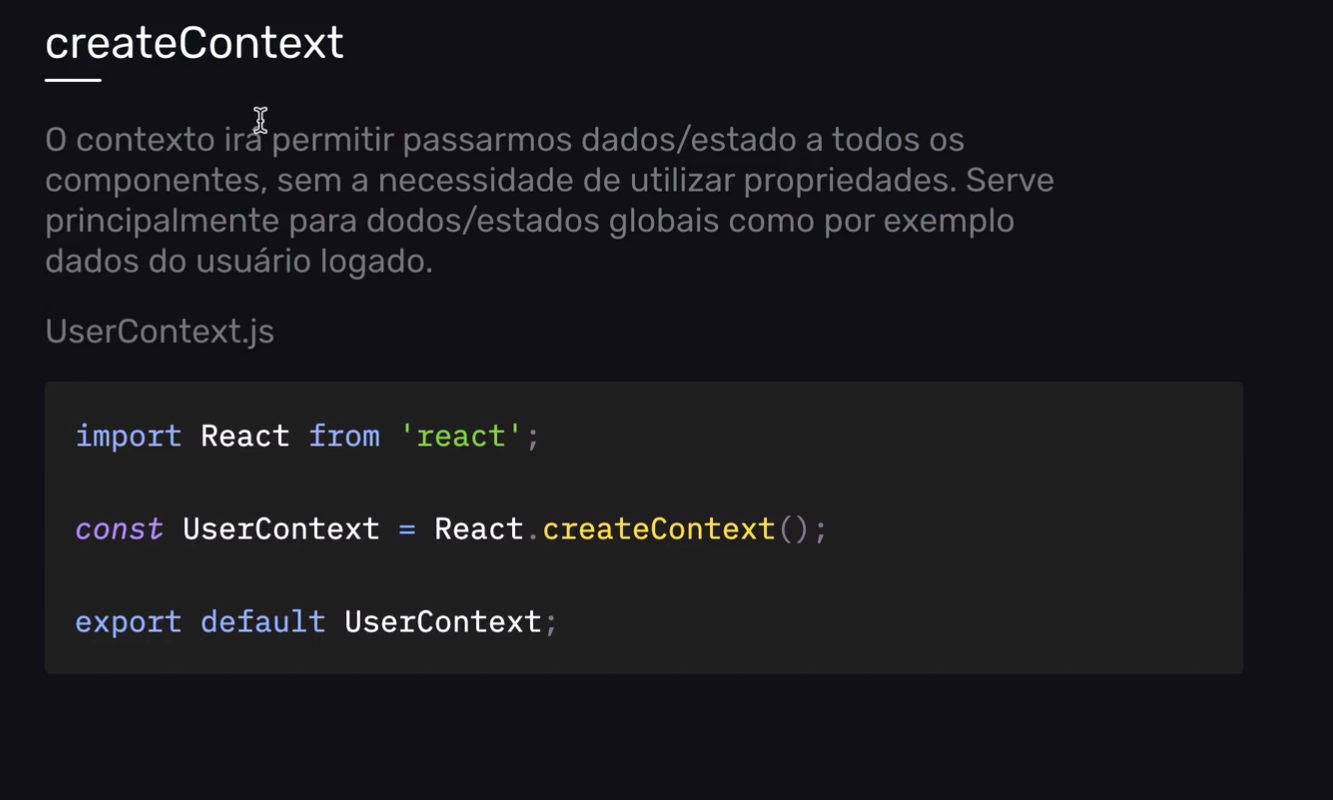 createContext
O contexto irá permitir passarmos dados/estado a todos os
componentes, sem a necessidade de utilizar propriedades. Serve
principalmente para dodos/estados globais como por exemplo
dados do usuário logado.
UserContext.js
import React from 'react';
const UserContext = React.createContext();
export default UserContext;